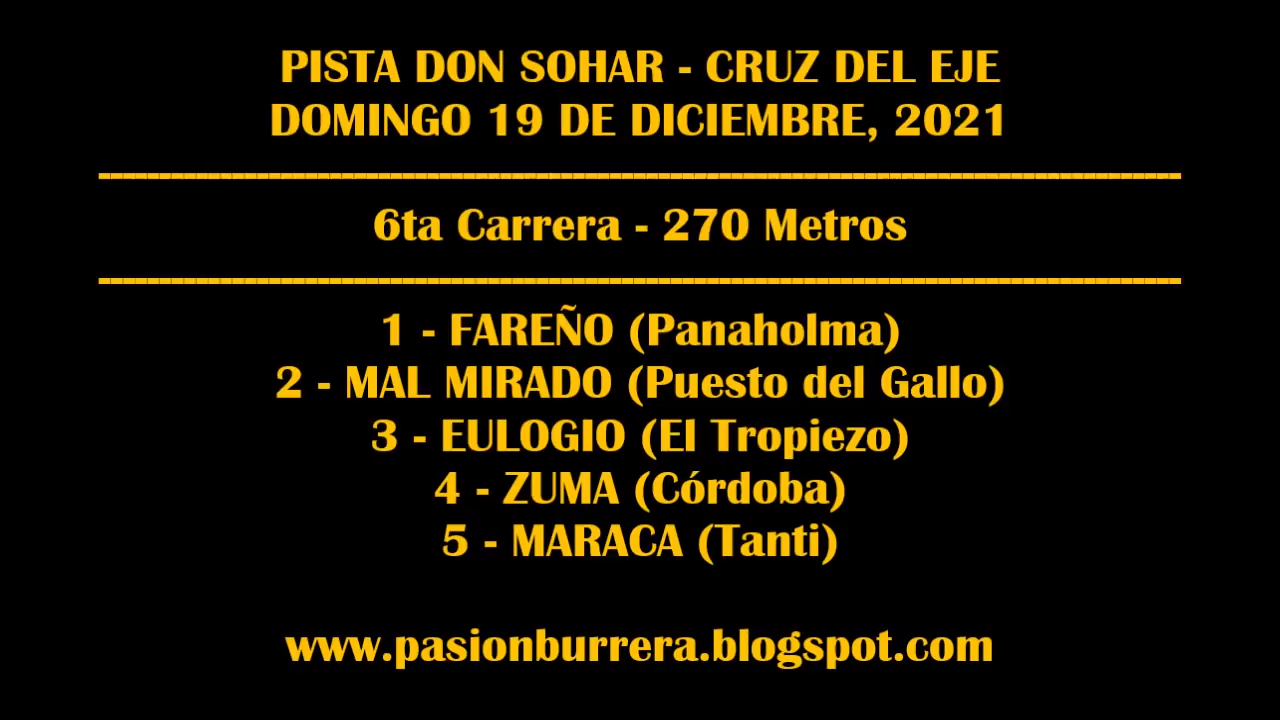 PISTA DON SOHAR - CRUZ DEL EJE
DOMINGO 19 DE DICIEMBRE, 2021
6ta Carrera - 270 Metros
1 - FAREÑO (Panaholma)
2 - MAL MIRADO (Puesto del Gallo)
3 - EULOGIO (El Tropiezo)
4 - ZUMA (Córdoba)
5 - MARACA (Tanti)
www.pasionburrera.blogspot.com